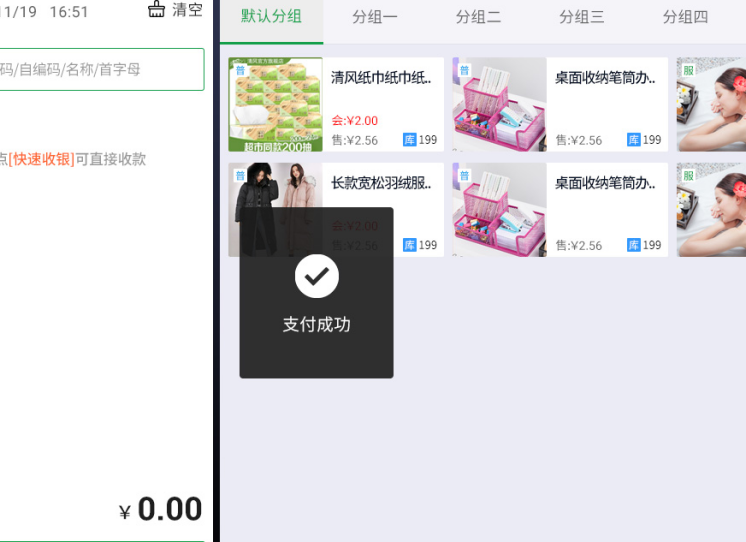 11/19 16:51
清空
码/自编码/名称/首字母
点[快速收银]可直接收款
¥ 0.00
默认分组
分组一
分组二
分组三
分组四
普
清风纸巾纸巾纸..
会:¥2.00
售:¥2.56
库 199
超市同款200抽
普
桌面收纳笔筒办..
售:¥2.56
库 199
服
普
长款宽松羽绒服..
会:¥2.00
售:¥2.56
库 199
普
桌面收纳笔筒办..
售:¥2.56
库 199
服
支付成功